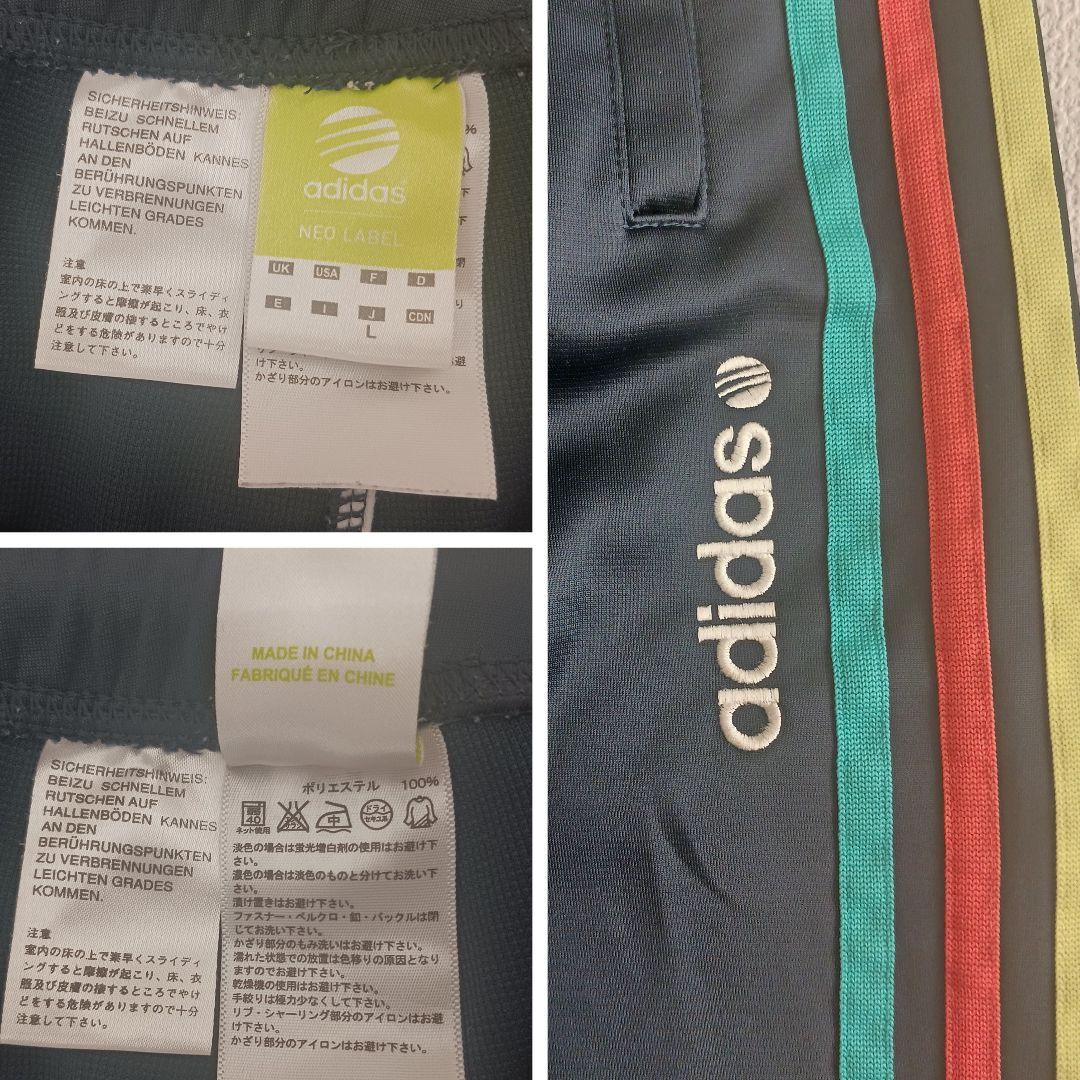 SICHERHEITSHINWEIS:
BEIZU SCHNELLEM
RUTSCHEN AUF
HALLENBÖDEN KANNES
AN DEN
BERÜHRUNGSPUNKTEN
ZU VERBRENNUNGEN
LEICHTEN GRADES
KOMMEN.
注意
室内の床の上で素早くスライディ
ングすると摩擦が起こり、床、衣
服及び皮膚の接するところでやけ
どをする危険がありますので十分
注意して下さい。
adidas
NEO LABEL
UK USA F D
E I J CDN
L
け下さい。
かざり部分のアイロンはお避け下さい。
MADE IN CHINA
FABRIQUÉ EN CHINE
SICHERHEITSHINWEIS:
BEIZU SCHNELLEM
RUTSCHEN AUF
HALLENBÖDEN KANNES
AN DEN
BERÜHRUNGSPUNKTEN
ZU VERBRENNUNGEN
LEICHTEN GRADES
KOMMEN.
注意
室内の床の上で素早くスライディ
ングすると摩擦が起こり、床、衣
服及び皮膚の接するところでやけ
どをする危険がありますので十分
注意して下さい。
ポリエステル 100%
40 中 ドライ
ネット使用
淡色の場合は蛍光増白剤の使用はお避け下
さい。
濃色の場合は淡色のものと分けてお洗い下
さい。
漬け置きはお避け下さい。
ファスナー・ベルクロ・釦・バックルは閉
じてお洗い下さい。
かざり部分のもみ洗いはお避け下さい。
濡れた状態での放置は色移りの原因となり
ますのでお避け下さい。
乾燥機の使用はお避け下さい。
手絞りは極力少なくして下さい。
リブ・シャーリング部分のアイロンはお避
け下さい。
かざり部分のアイロンはお避け下さい。
adidas